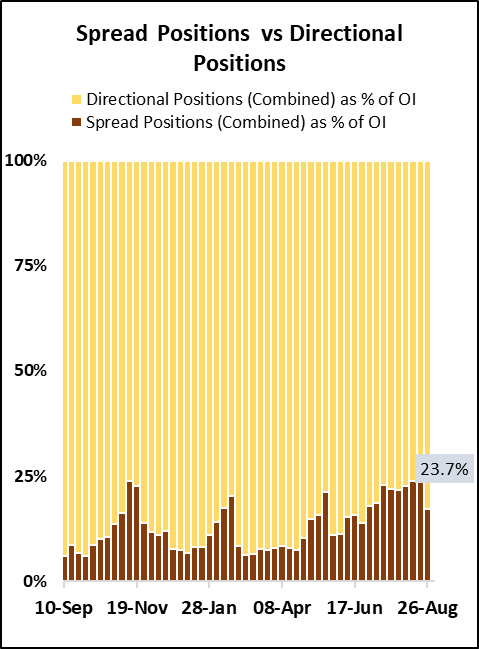 Spread Positions vs Directional
Positions
Directional Positions (Combined) as % of OI
Spread Positions (Combined) as % of OI
100%
75%
50%
25%
23.7%
0%
10-Sep 19-Nov 28-Jan 08-Apr 17-Jun 26-Aug